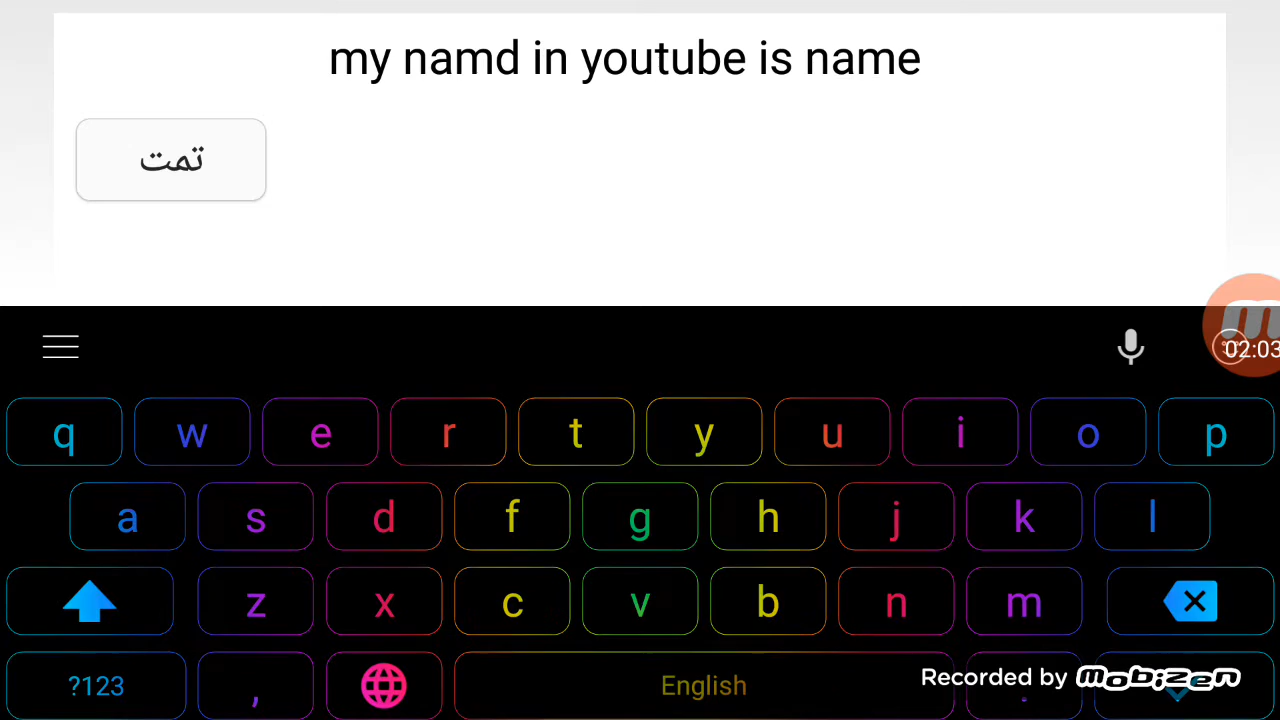 my namd in youtube is name
تمت
02:03
q w e r t y u i o p
a s d f g h j k l
z x c v b n m
?123 , English .
Recorded by mobizen